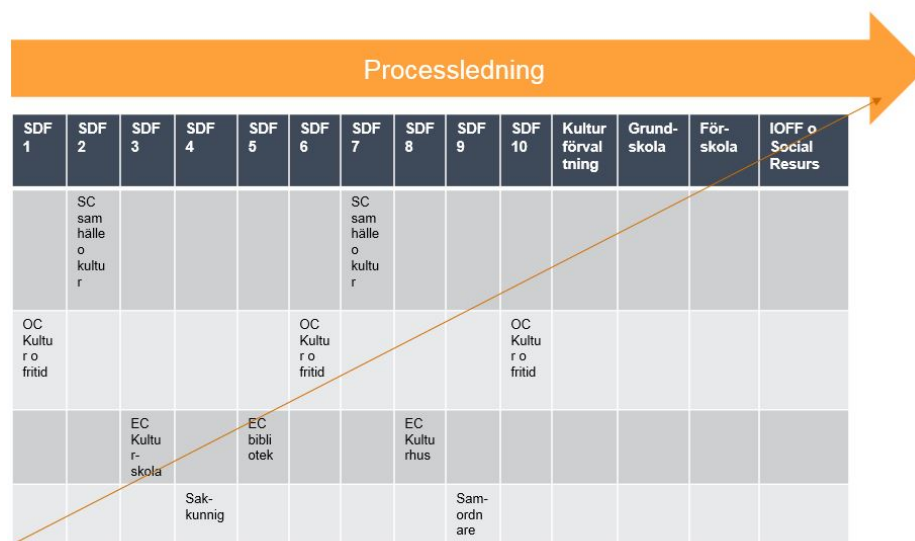 Processledning
SDF SDF SDF SDF SDF SDF SDF SDF SDF SDF Kultur Grund- För- IOFF o
1 2 3 4 5 6 7 8 9 10 förval skola skola Social
tning Resurs
SC SC
sam sam
hälle hälle
o o
kultu kultu
r r
OC OC OC
Kultu Kultu Kultu
r o r o r o
fritid fritid fritid
EC EC EC
Kultu bibli Kultu
r- otek rhus
skola
Sak- Sam-
kunnig ordn
are